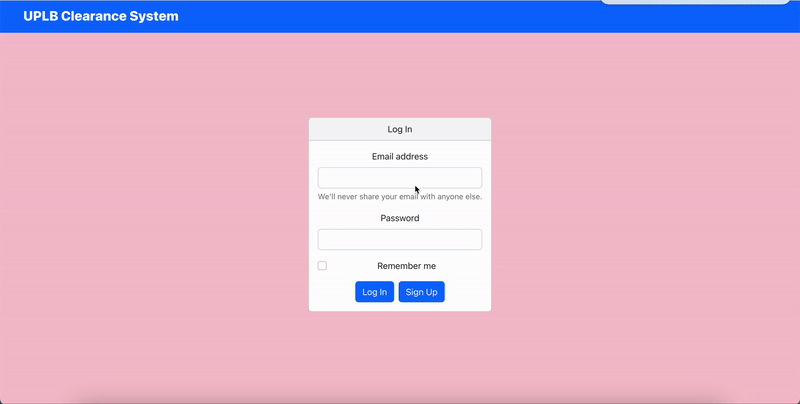 UPLB Clearance System
Log In
Email address
We'll never share your email with anyone else.
Password
Remember me
Log In
Sign Up